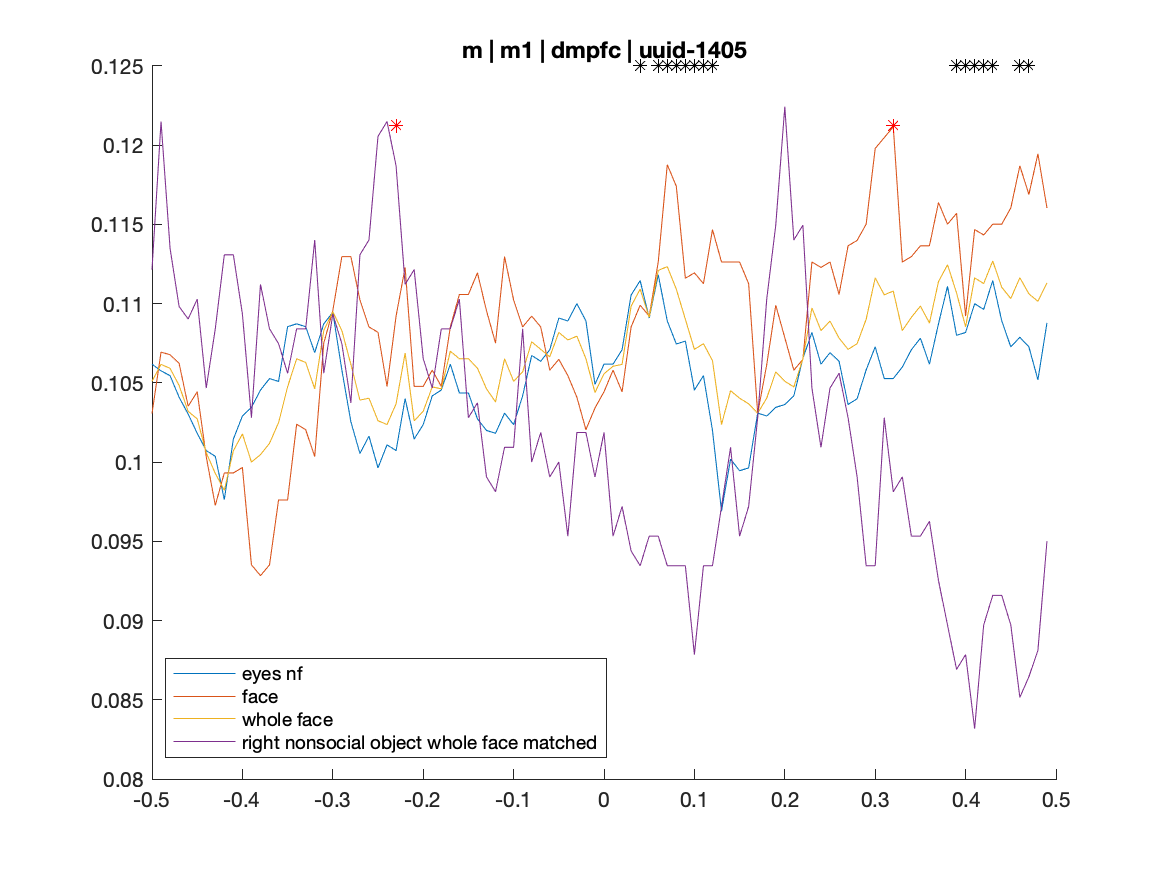 m | m1 | dmpfc | uuid-1405
0.125
0.12
0.115
0.11
0.105
0.1
0.095
0.09
0.085
0.08
eyes nf
face
whole face
right nonsocial object whole face matched
-0.5 -0.4 -0.3 -0.2 -0.1 0 0.1 0.2 0.3 0.4 0.5